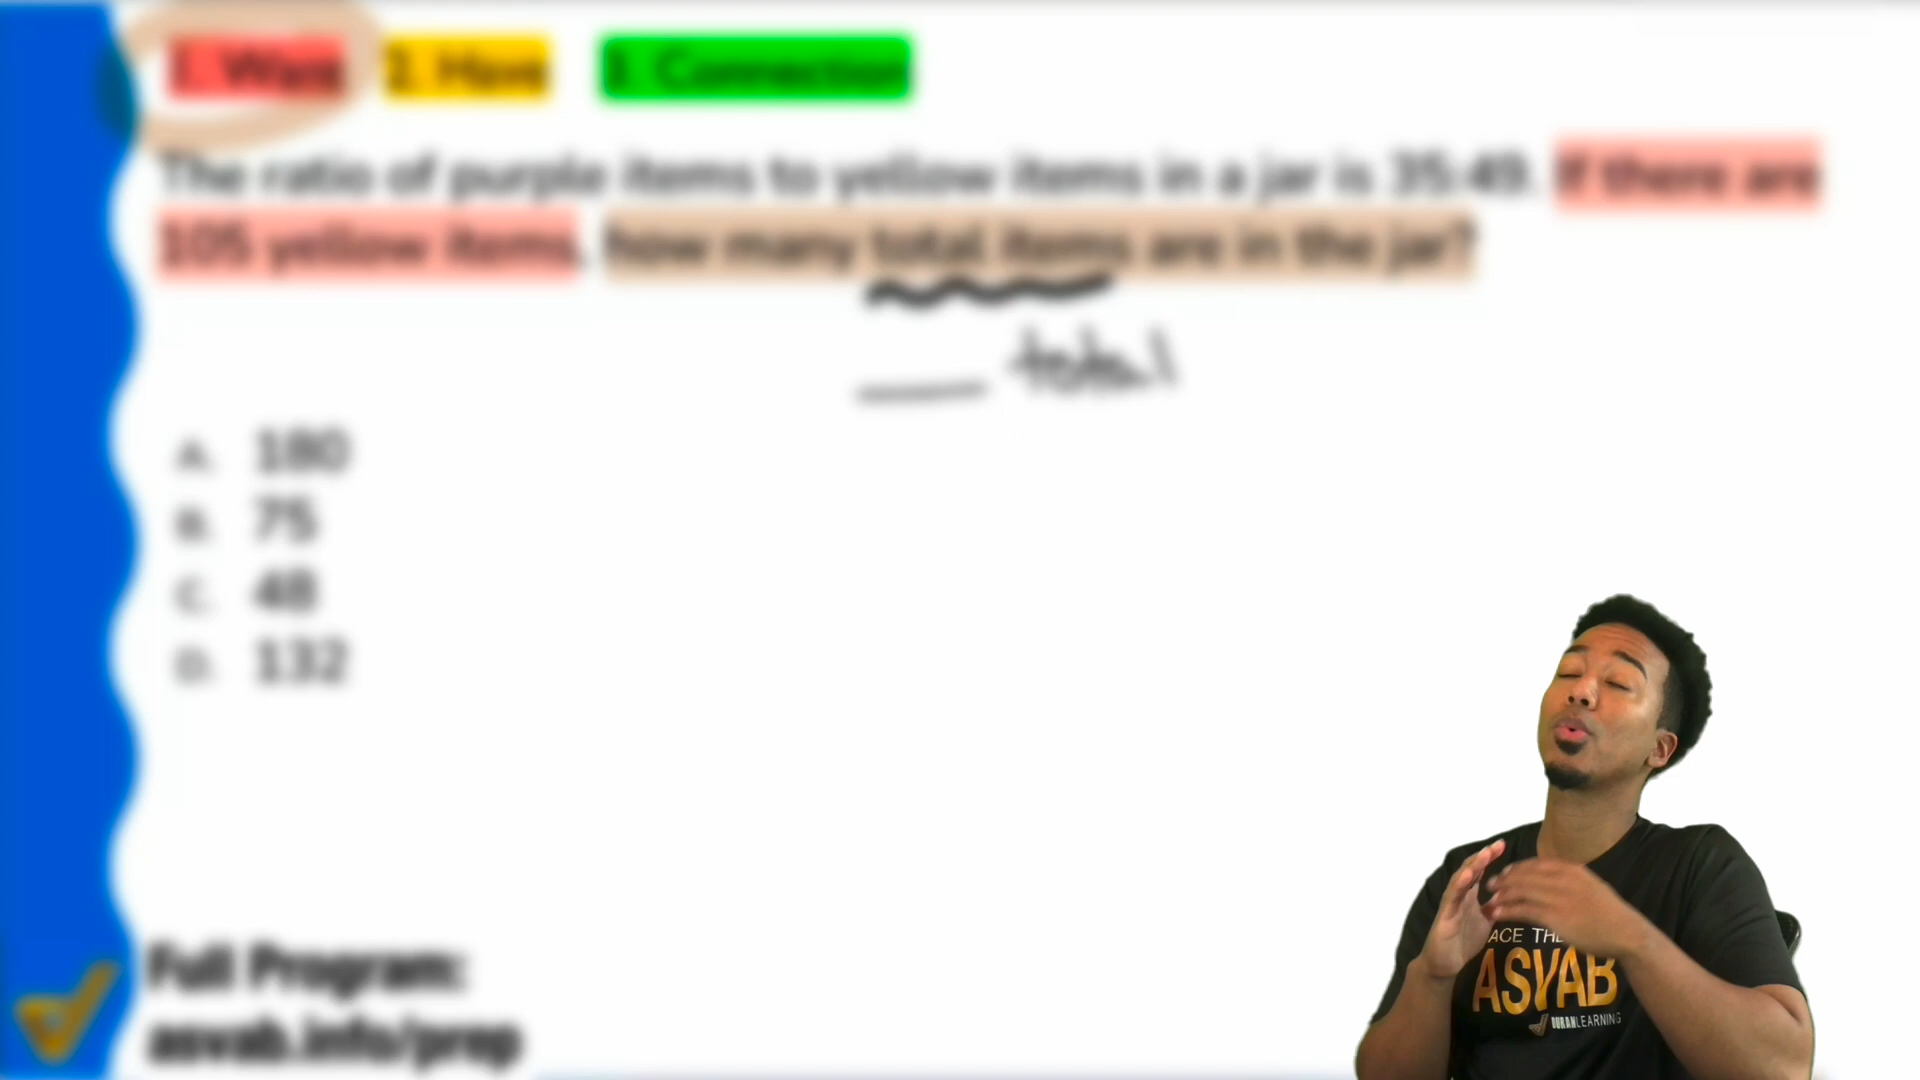 1. Want 2. Have 3. Connection
The ratio of purple items to yellow items in a jar is 35:49. If there are
105 yellow items, how many total items are in the jar?
total
A. 180
B. 75
C. 48
D. 132
Full Program:
asvab.info/prep
ACE THE
ASVAB
DURANLEARNING